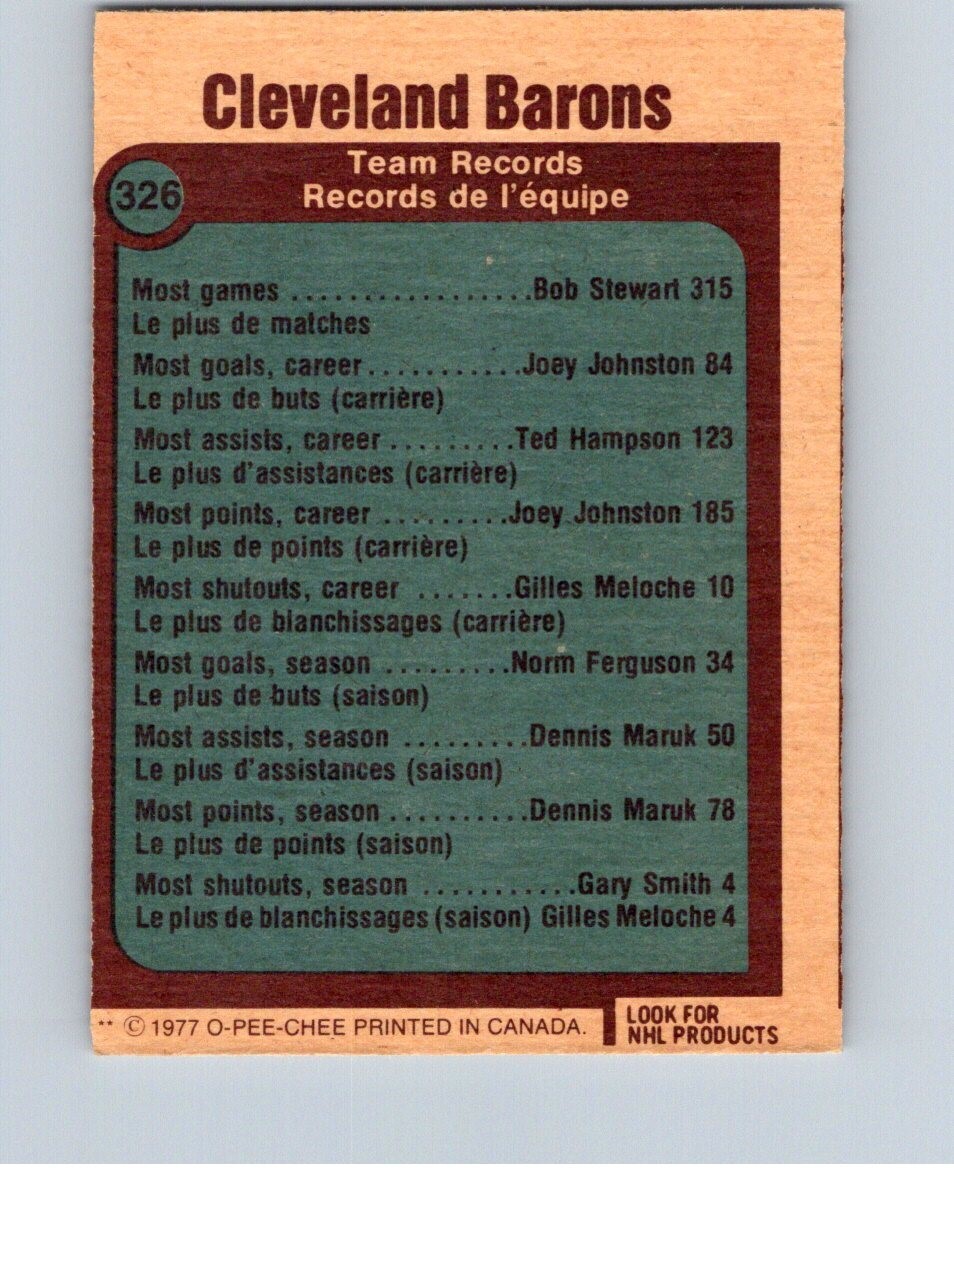 Cleveland Barons
Team Records
326
Records de l'équipe
Most games .................Bob Stewart 315
Le plus de matches
Most goals, career...........Joey Johnston 84
Le plus de buts (carrière)
Most assists, career .........Ted Hampson 123
Le plus d'assistances (carrière)
Most points, career .........Joey Johnston 185
Le plus de points (carrière)
Most shutouts, career .......Gilles Meloche 10
Le plus de blanchissages (carrière)
Most goals, season .........Norm Ferguson 34
Le plus de buts (saison)
Most assists, season .........Dennis Maruk 50
Le plus d'assistances (saison)
Most points, season ..........Dennis Maruk 78
Le plus de points (saison)
Most shutouts, season ...........Gary Smith 4
Le plus de blanchissages (saison) Gilles Meloche 4
** © 1977 O-PEE-CHEE PRINTED IN CANADA.
LOOK FOR
NHL PRODUCTS